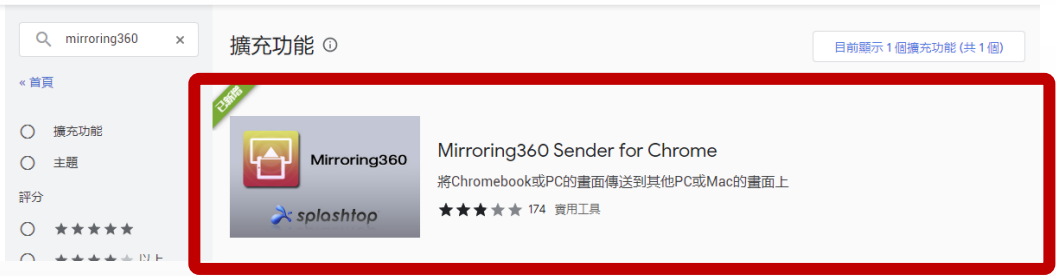 mirroring360 ×
擴充功能
目前顯示 1 個擴充功能 (共 1 個)
« 首頁
已新增
擴充功能
主題
評分
★★★★★
★★★★★ 以上
Mirroring360
splashtop
Mirroring360 Sender for Chrome
將Chromebook或PC的畫面傳送到其他PC或Mac的畫面上
★★★★★ 174 實用工具